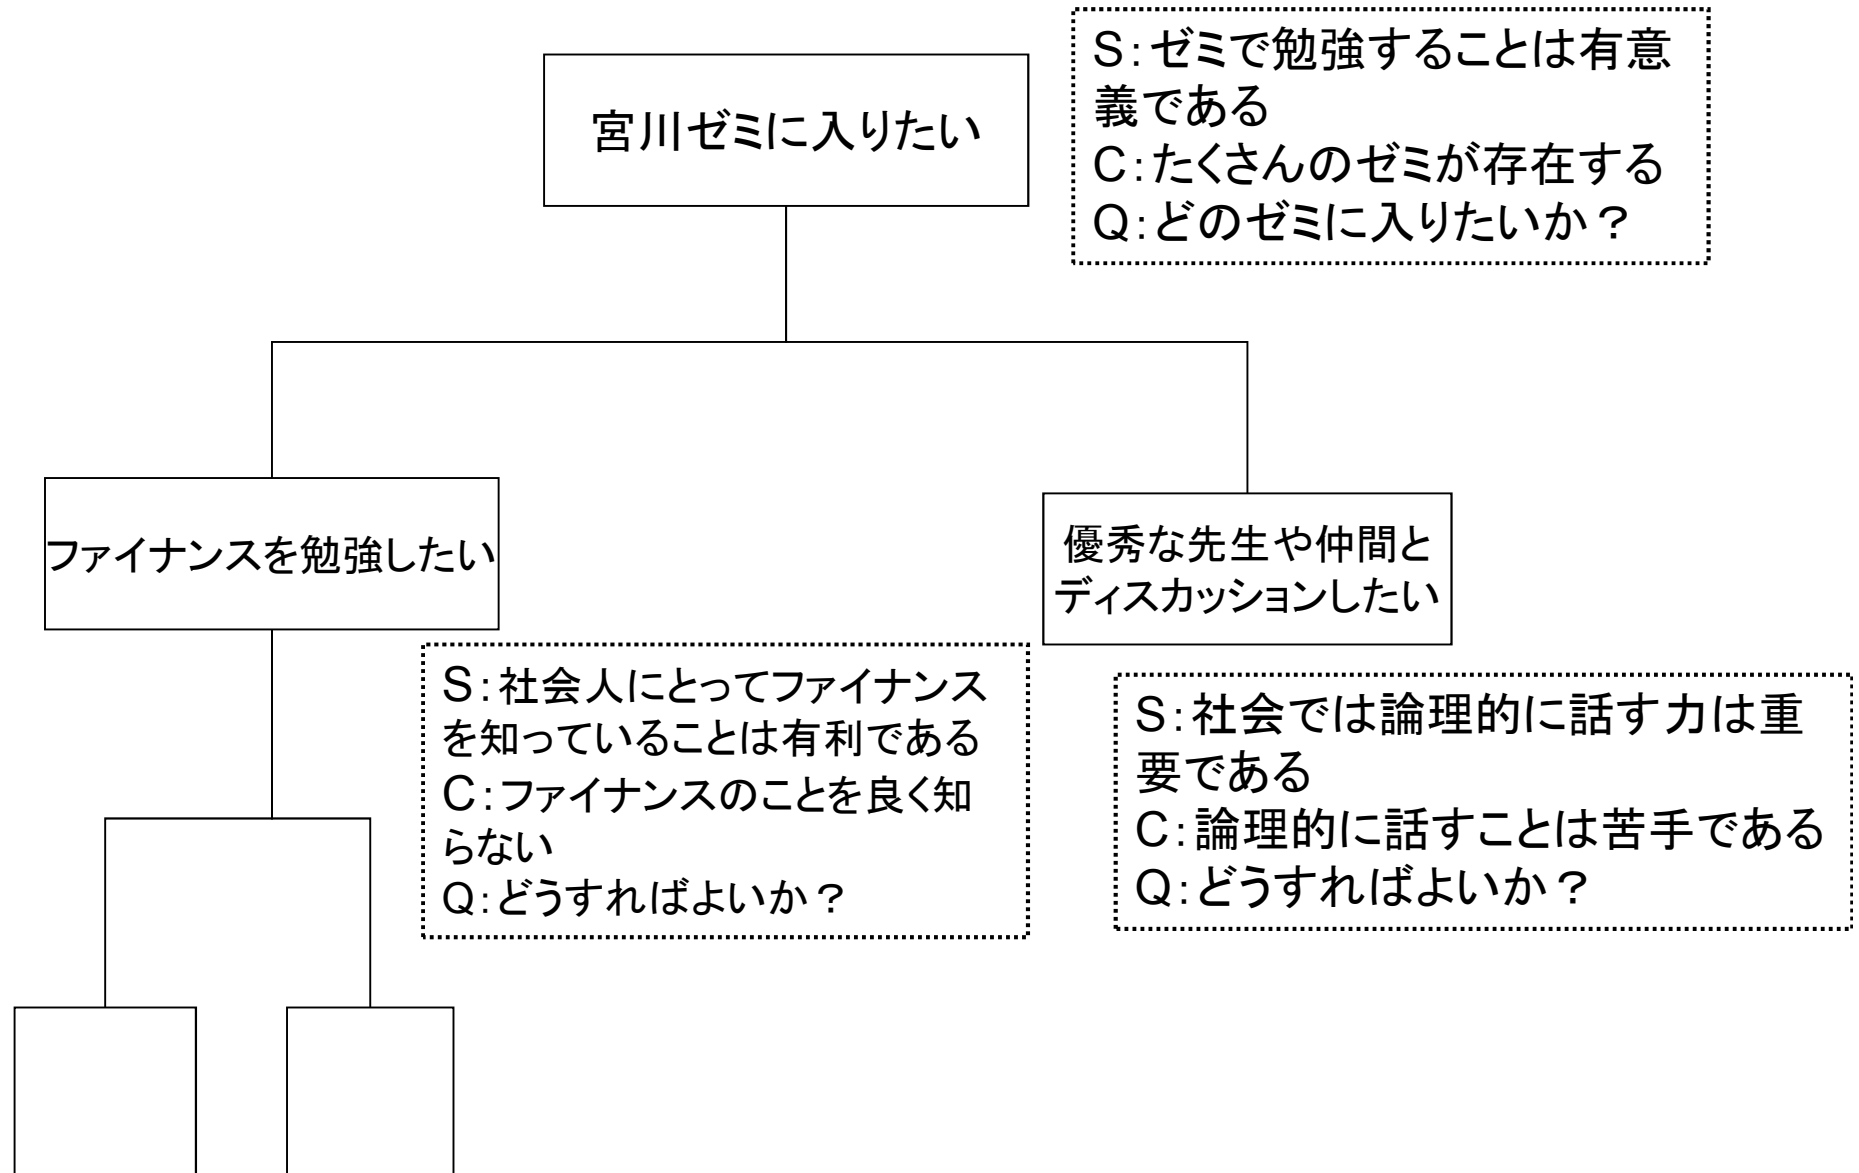 宮川ゼミに入りたい
S:ゼミで勉強することは有意
義である
C:たくさんのゼミが存在する
Q:どのゼミに入りたいか?
ファイナンスを勉強したい
優秀な先生や仲間と
ディスカッションしたい
S:社会人にとってファイナンス
を知っていることは有利である
C:ファイナンスのことを良く知
らない
Q:どうすればよいか?
S:社会では論理的に話す力は重
要である
C:論理的に話すことは苦手である
Q:どうすればよいか?